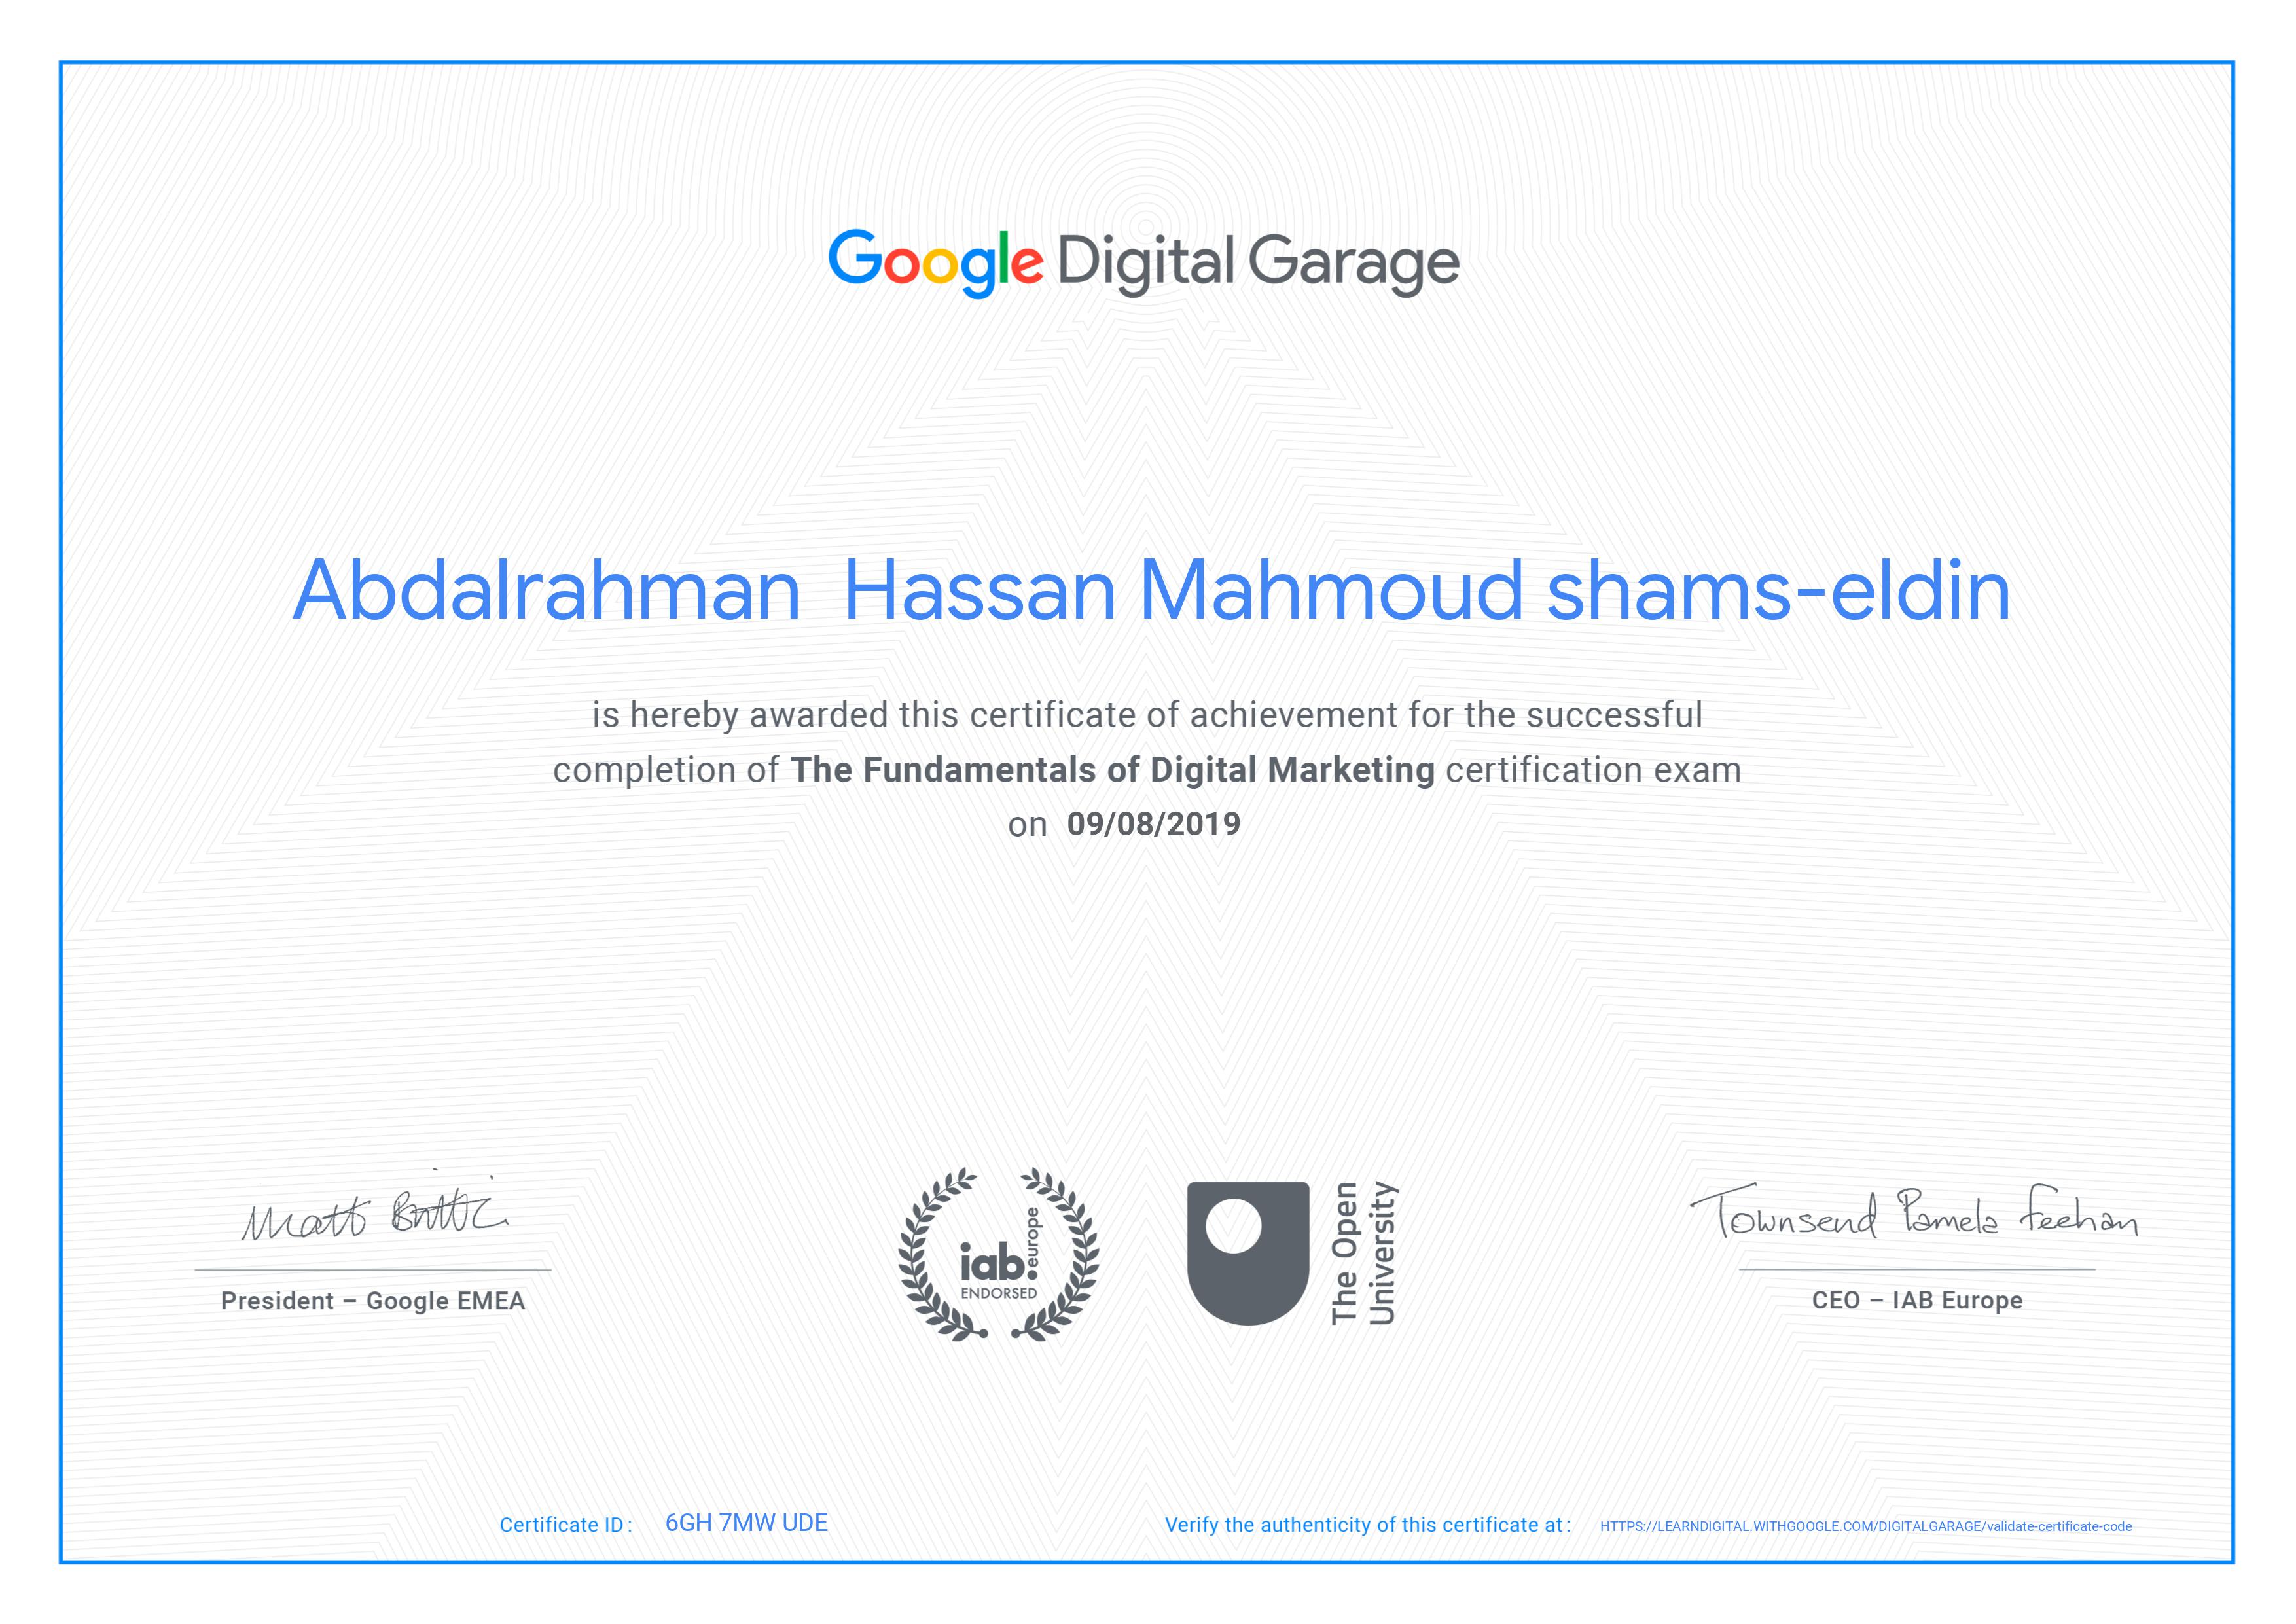 Google Digital Garage
Abdalrahman  Hassan Mahmoud shams-eldin
is hereby awarded this certificate of achievement for the successful
completion of The Fundamentals of Digital Marketing certification exam
on 09/08/2019
Matt Brittin
President – Google EMEA
iab.europe
ENDORSED
The Open
University
Townsend Pamela Feehan
CEO – IAB Europe
Certificate ID: 6GH 7MW UDE
Verify the authenticity of this certificate at: HTTPS://LEARNDIGITAL.WITHGOOGLE.COM/DIGITALGARAGE/validate-certificate-code